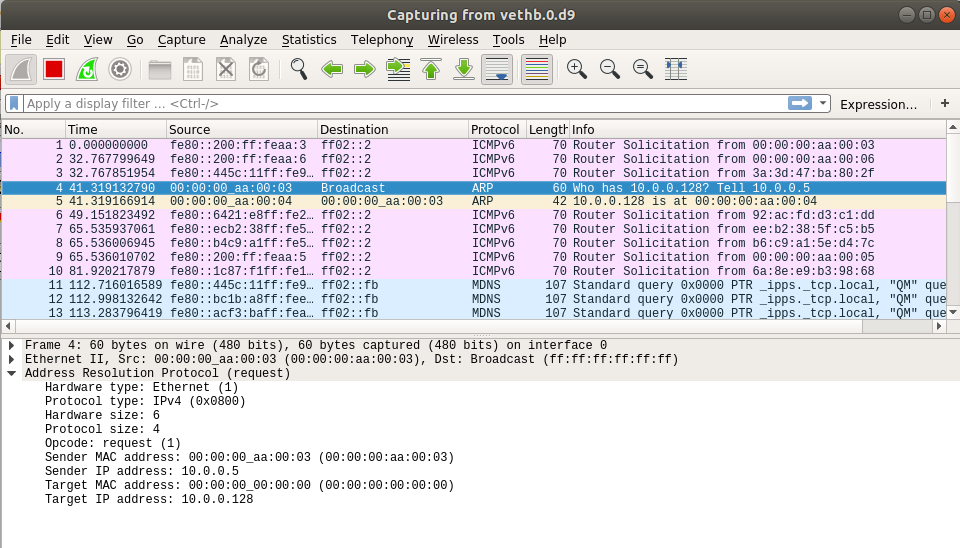 Capturing from vethb.0.d9
File Edit View Go Capture Analyze Statistics Telephony Wireless Tools Help
Apply a display filter ... <Ctrl-/> Expression... +
No. Time Source Destination Protocol Length Info
1 0.000000000 fe80::200:ff:feaa:3 ff02::2 ICMPv6 70 Router Solicitation from 00:00:00:aa:00:03
2 32.767799649 fe80::200:ff:feaa:6 ff02::2 ICMPv6 70 Router Solicitation from 00:00:00:aa:00:06
3 32.767851954 fe80::445c:11ff:fe9… ff02::2 ICMPv6 70 Router Solicitation from 3a:3d:47:ba:80:2f
4 41.319132790 00:00:00_aa:00:03 Broadcast ARP 60 Who has 10.0.0.128? Tell 10.0.0.5
5 41.319166914 00:00:00_aa:00:04 00:00:00_aa:00:03 ARP 42 10.0.0.128 is at 00:00:00:aa:00:04
6 49.151823492 fe80::6421:e8ff:fe2… ff02::2 ICMPv6 70 Router Solicitation from 92:ac:fd:d3:c1:dd
7 65.535937061 fe80::ecb2:38ff:fe5… ff02::2 ICMPv6 70 Router Solicitation from ee:b2:38:5f:c5:b5
8 65.536006945 fe80::b4c9:a1ff:fe5… ff02::2 ICMPv6 70 Router Solicitation from b6:c9:a1:5e:d4:7c
9 65.536010702 fe80::200:ff:feaa:5 ff02::2 ICMPv6 70 Router Solicitation from 00:00:00:aa:00:05
10 81.920217879 fe80::1c87:f1ff:fe1… ff02::2 ICMPv6 70 Router Solicitation from 6a:8e:e9:b3:98:68
11 112.716016589 fe80::445c:11ff:fe9… ff02::fb MDNS 107 Standard query 0x0000 PTR _ipps._tcp.local, "QM" que
12 112.998132642 fe80::bc1b:a8ff:fee… ff02::fb MDNS 107 Standard query 0x0000 PTR _ipps._tcp.local, "QM" que
13 113.283796419 fe80::acf3:baff:fea… ff02::fb MDNS 107 Standard query 0x0000 PTR _ipps._tcp.local, "QM" que
Frame 4: 60 bytes on wire (480 bits), 60 bytes captured (480 bits) on interface 0
Ethernet II, Src: 00:00:00_aa:00:03 (00:00:00:aa:00:03), Dst: Broadcast (ff:ff:ff:ff:ff:ff)
Address Resolution Protocol (request)
Hardware type: Ethernet (1)
Protocol type: IPv4 (0x0800)
Hardware size: 6
Protocol size: 4
Opcode: request (1)
Sender MAC address: 00:00:00_aa:00:03 (00:00:00:aa:00:03)
Sender IP address: 10.0.0.5
Target MAC address: 00:00:00_00:00:00 (00:00:00:00:00:00)
Target IP address: 10.0.0.128